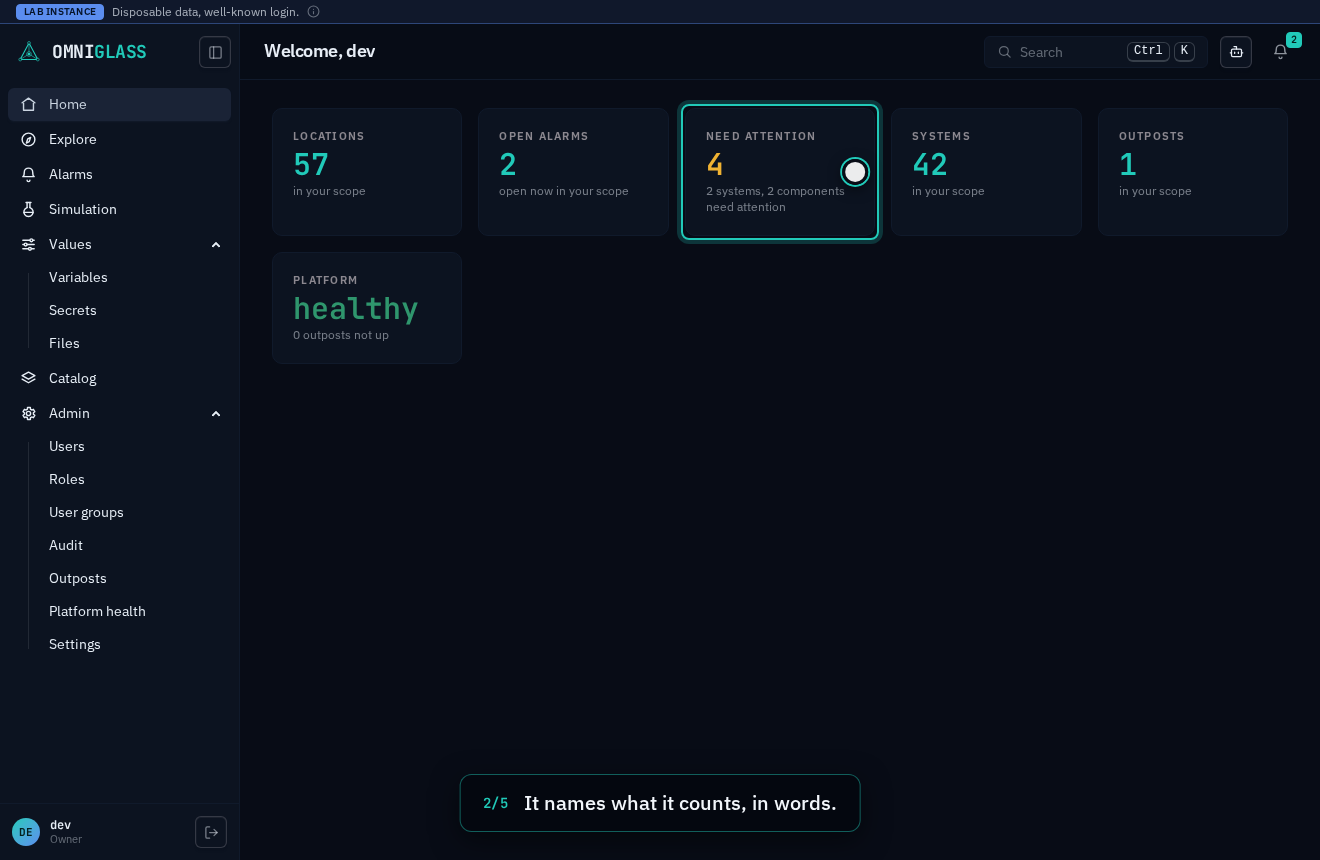 LAB INSTANCE Disposable data, well-known login.
OMNIGLASS
Welcome, dev
Search Ctrl K
2
Home
Explore
Alarms
Simulation
Values
Variables
Secrets
Files
Catalog
Admin
Users
Roles
User groups
Audit
Outposts
Platform health
Settings
DE
dev
Owner
LOCATIONS
57
in your scope
OPEN ALARMS
2
open now in your scope
NEED ATTENTION
4
2 systems, 2 components
need attention
SYSTEMS
42
in your scope
OUTPOSTS
1
in your scope
PLATFORM
healthy
0 outposts not up
2/5 It names what it counts, in words.